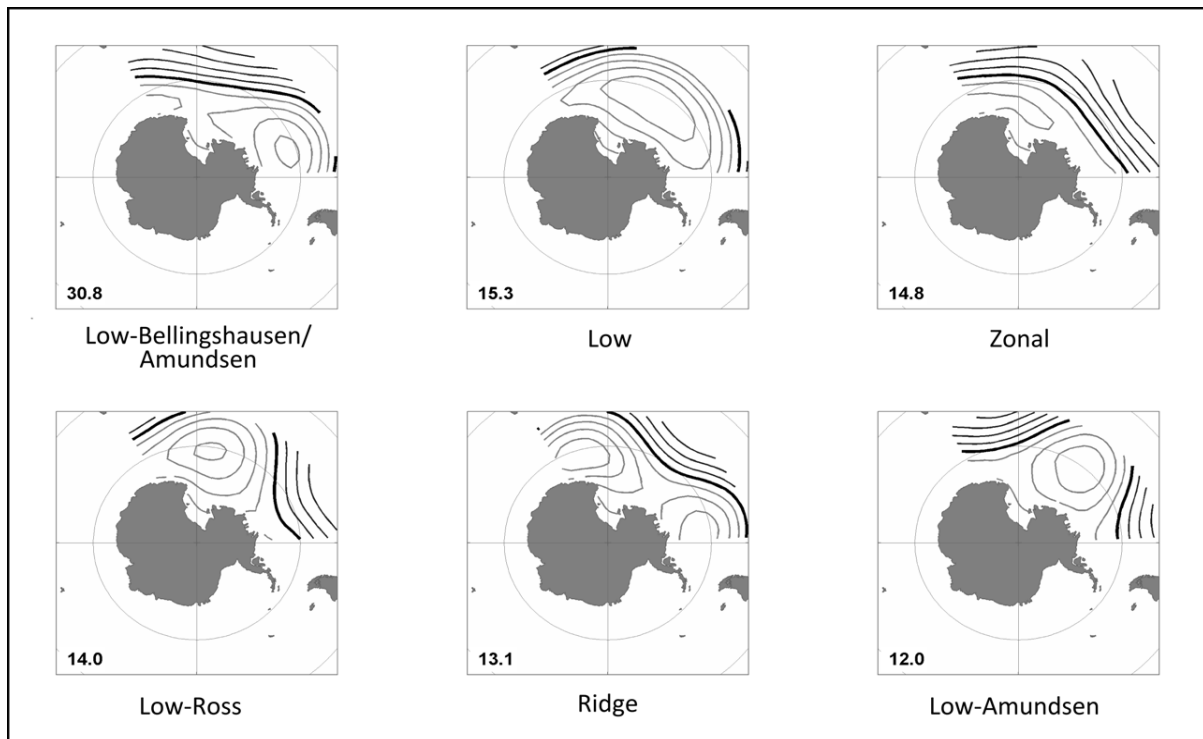 30.8
Low-Bellingshausen/
Amundsen
15.3
Low
14.8
Zonal
14.0
Low-Ross
13.1
Ridge
12.0
Low-Amundsen